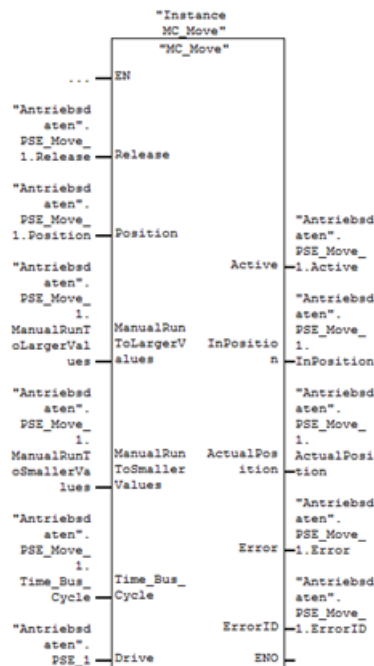 "Instance
MC_Move"
"MC_Move"
... EN
"Antriebsd
aten".
PSE_Move_
1.Release Release
"Antriebsd
aten".
PSE_Move_
1.Position Position
"Antriebsd
aten".
PSE_Move_
1.
ManualRunT
oLargerVal
ues
ManualRun
ToLargerV
alues
"Antriebsd
aten".
PSE_Move_
1.
ManualRunT
oSmallerVa
lues
ManualRun
ToSmaller
Values
"Antriebsd
aten".
PSE_Move_
1.
Time_Bus_
Cycle
Time_Bus_
Cycle
"Antriebsd
aten".
PSE_1 Drive
"Antriebsd
aten".
PSE_Move_
Active 1.Active
"Antriebsd
aten".
PSE_Move_
1.
InPosition
InPositio
n
"Antriebsd
aten".
PSE_Move_
1.
ActualPosi
tion
ActualPos
ition
"Antriebsd
aten".
PSE_Move_
Error 1.Error
"Antriebsd
aten".
PSE_Move_
ErrorID 1.ErrorID
ENO